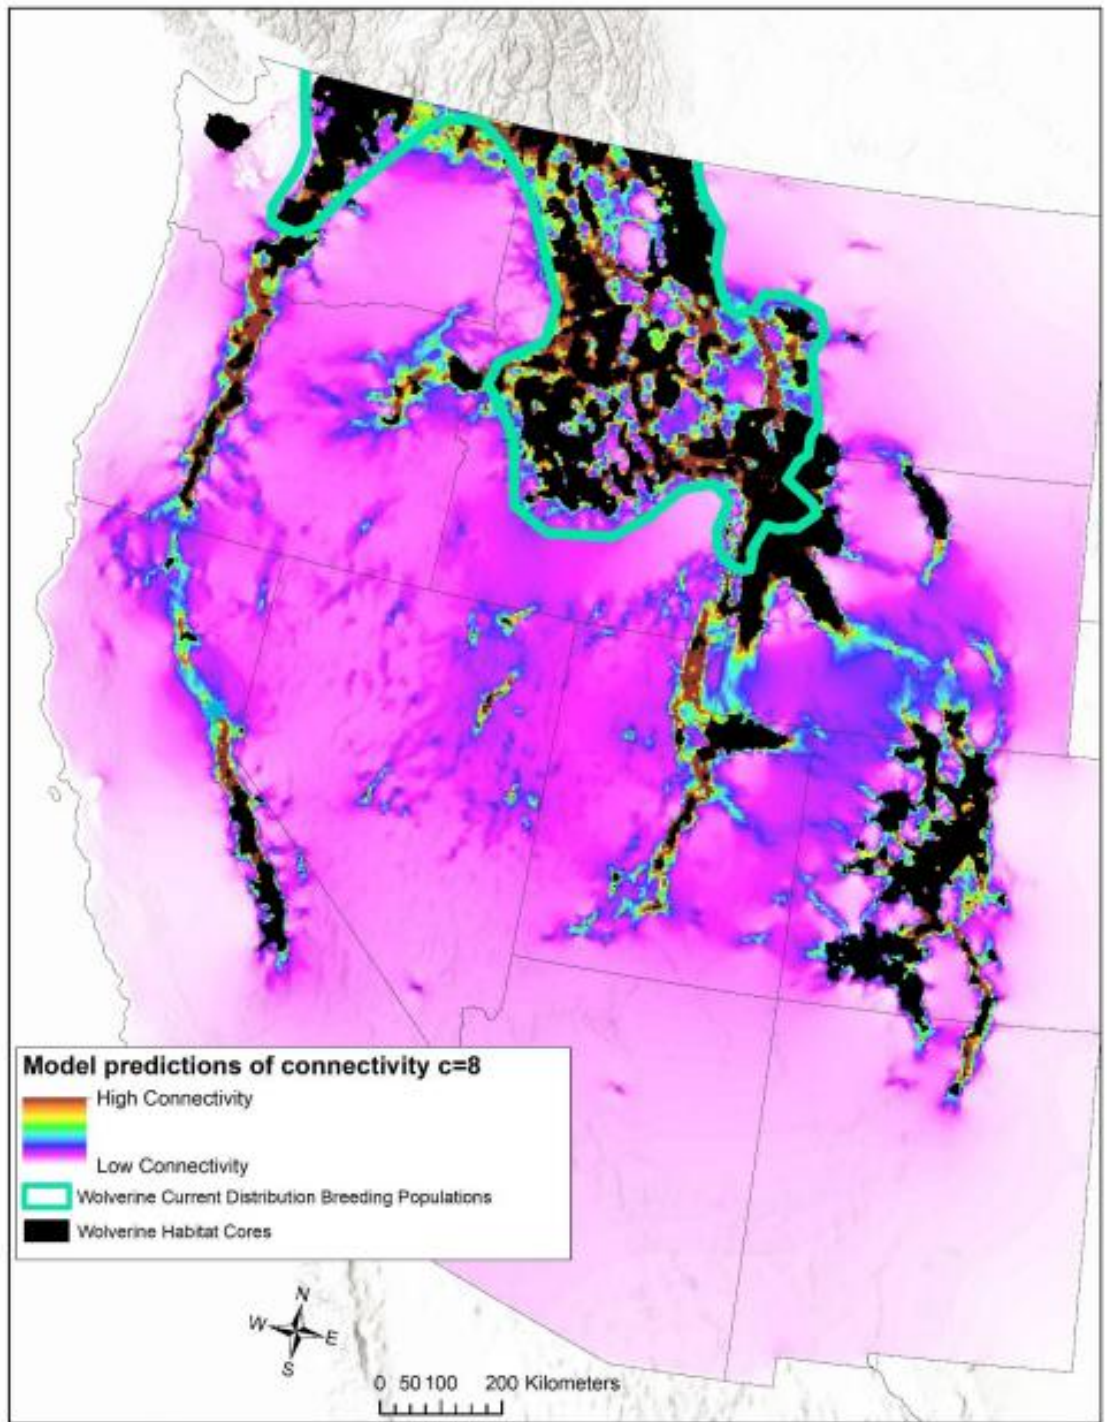 Model predictions of connectivity c=8
High Connectivity
Low Connectivity
Wolverine Current Distribution Breeding Populations
Wolverine Habitat Cores
N
W E
S
0 50 100 200 Kilometers